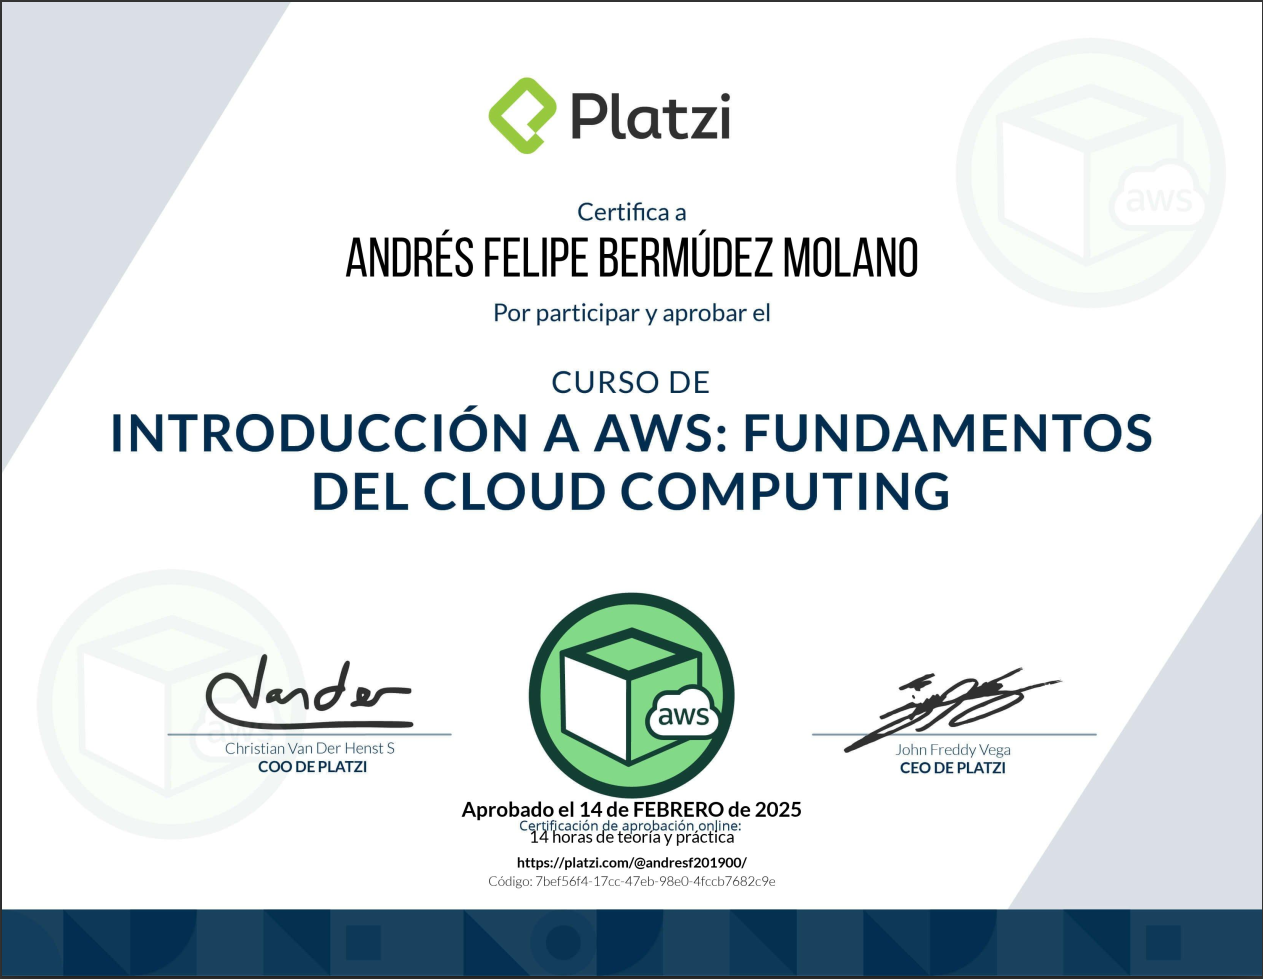 Platzi
aws
Certifica a
ANDRÉS FELIPE BERMÚDEZ MOLANO
Por participar y aprobar el
CURSO DE
INTRODUCCIÓN A AWS: FUNDAMENTOS
DEL CLOUD COMPUTING
Vander
aws
aws
Christian Van Der Henst S
COO DE PLATZI
John Freddy Vega
CEO DE PLATZI
Aprobado el 14 de FEBRERO de 2025
Certificación de aprobación online:
14 horas de teoría y práctica
https://platzi.com/@andresf201900/
Código: 7bef56f4-17cc-47eb-98e0-4fccb7682c9e